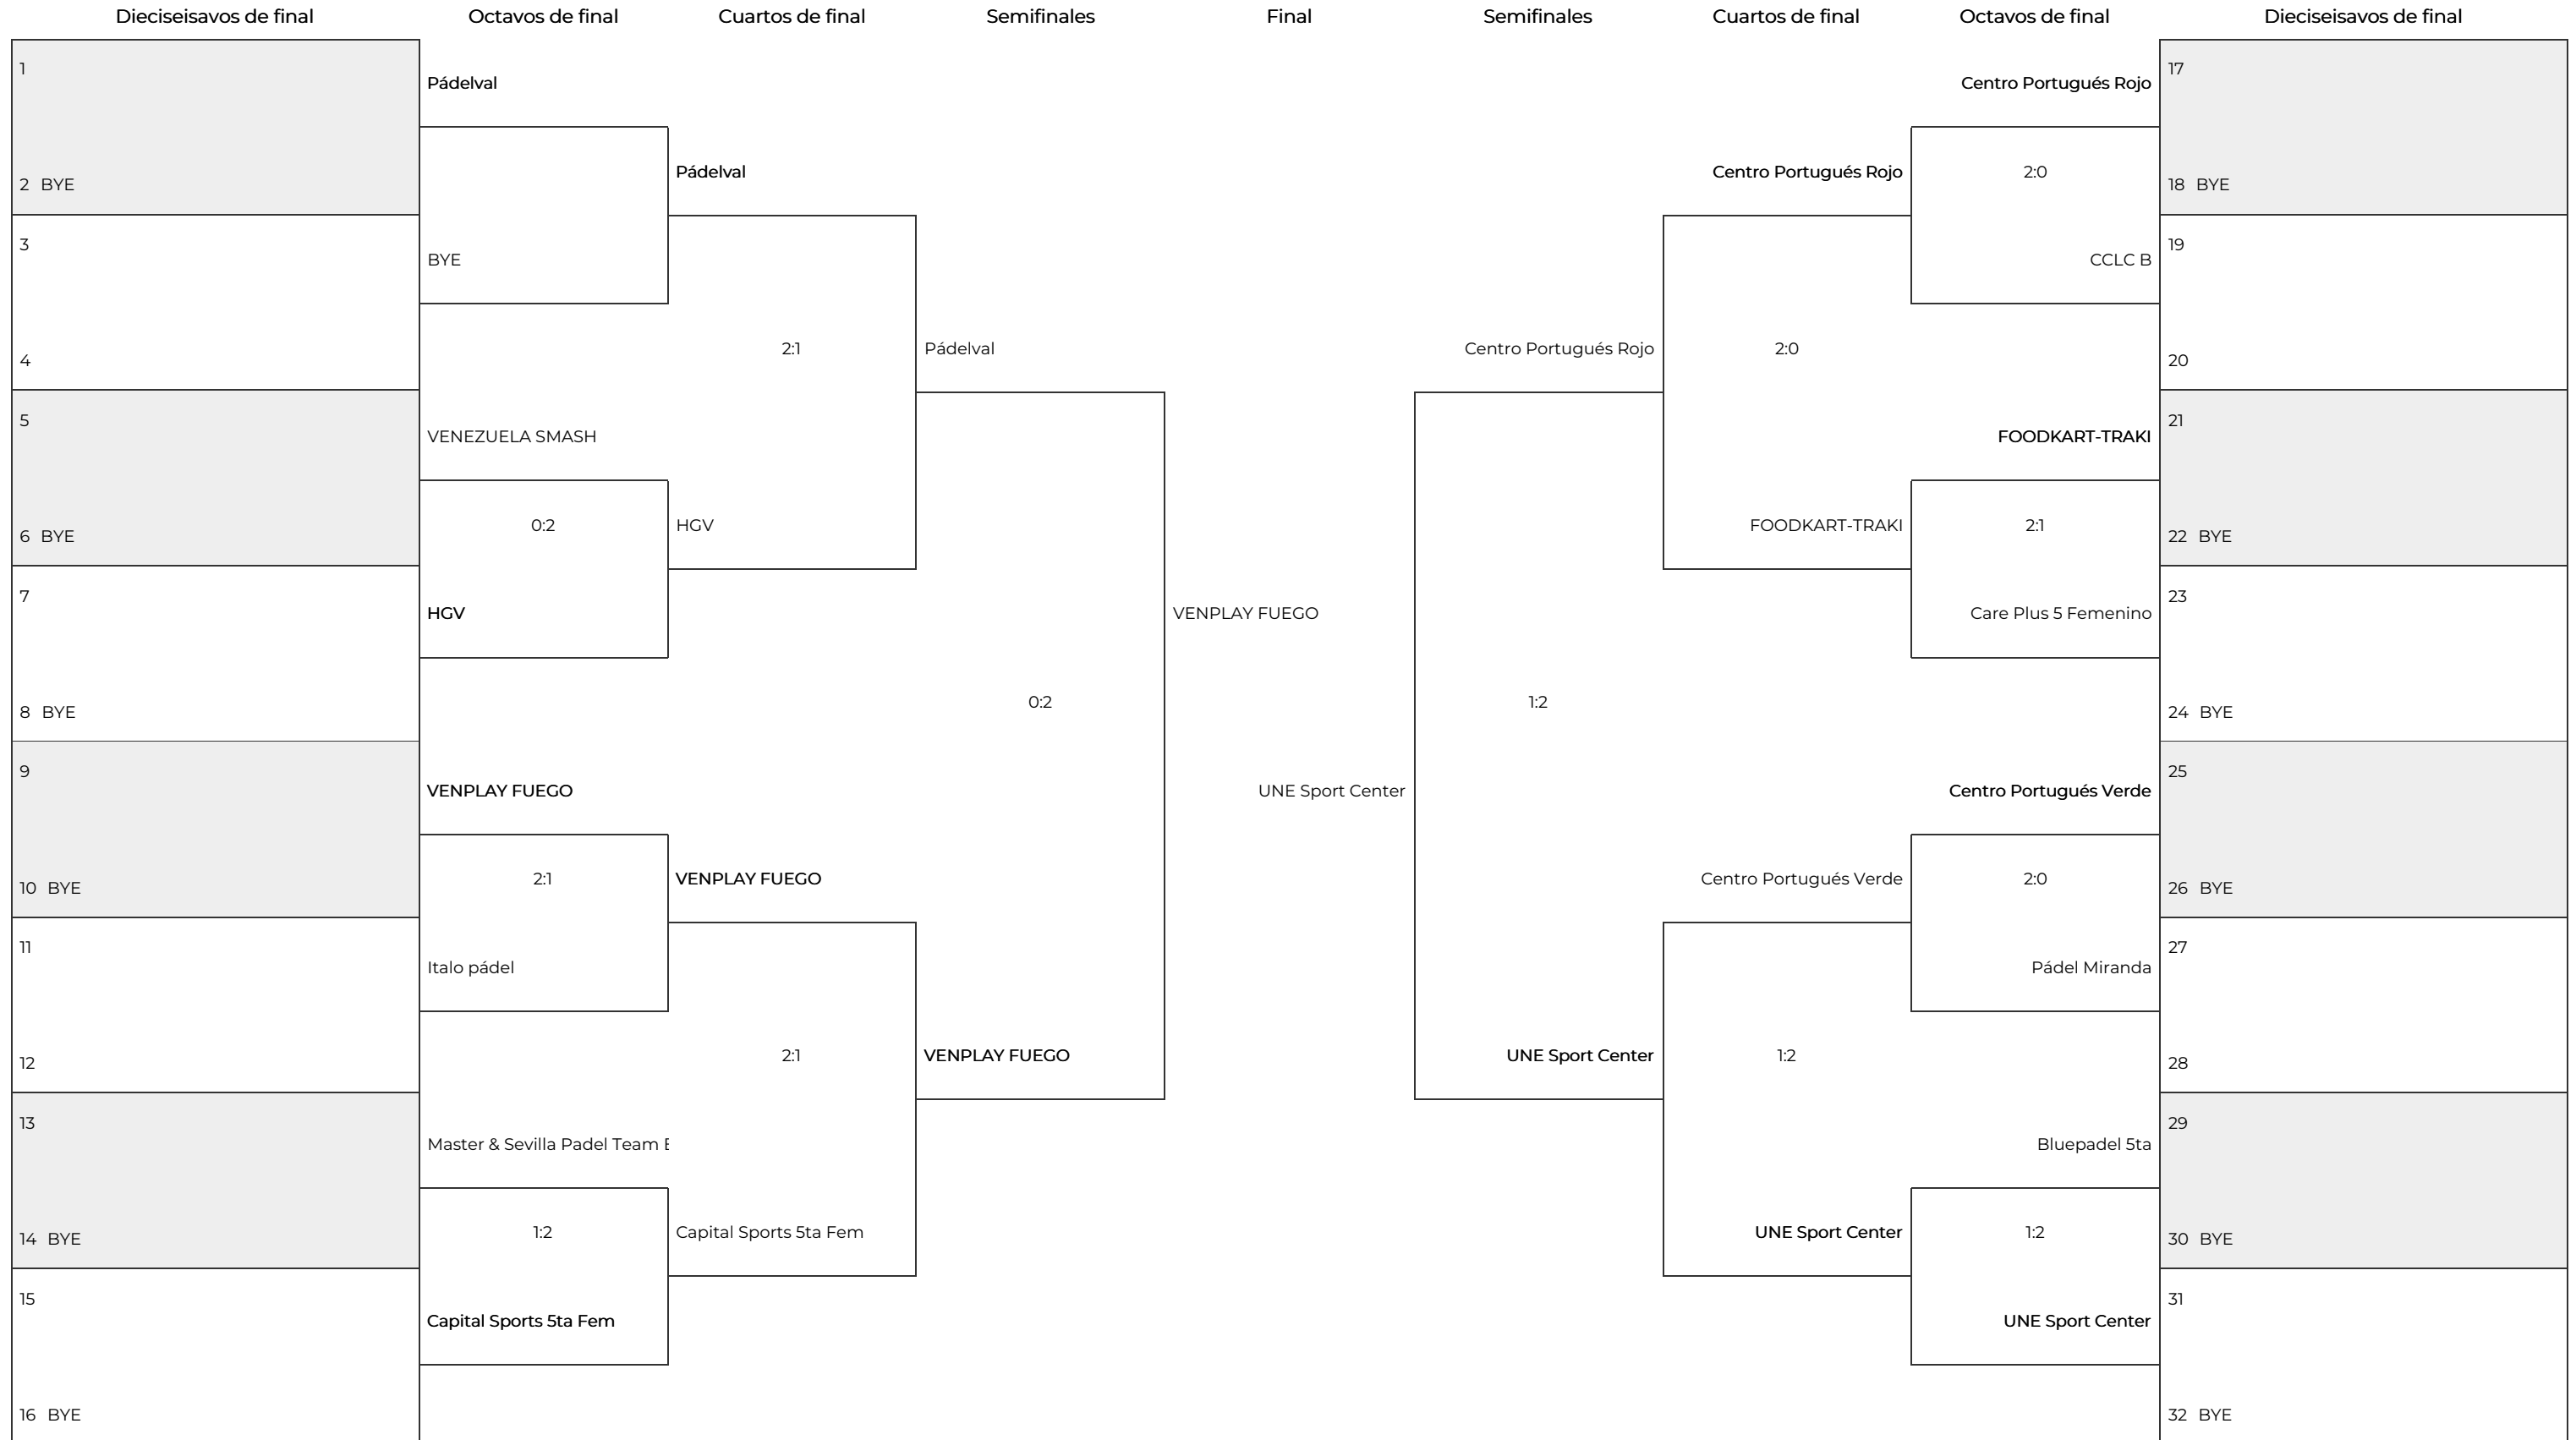 Dieciseisavos de final Octavos de final Cuartos de final Semifinales Final Semifinales Cuartos de final Octavos de final Dieciseisavos de final
1 17
Pádelval Centro Portugués Rojo
Pádelval Centro Portugués Rojo 2:0
2 BYE 18 BYE
3 19
BYE CCLC B
2:1 Pádelval Centro Portugués Rojo 2:0
4 20
5 21
VENEZUELA SMASH FOODKART-TRAKI
0:2 HGV FOODKART-TRAKI 2:1
6 BYE 22 BYE
7 23
HGV VENPLAY FUEGO Care Plus 5 Femenino
0:2 1:2
8 BYE 24 BYE
9 25
VENPLAY FUEGO UNE Sport Center Centro Portugués Verde
2:1 VENPLAY FUEGO Centro Portugués Verde 2:0
10 BYE 26 BYE
11 27
Italo pádel Pádel Miranda
2:1 VENPLAY FUEGO UNE Sport Center 1:2
12 28
13 29
Master & Sevilla Padel Team Bluepadel 5ta
1:2 Capital Sports 5ta Fem UNE Sport Center 1:2
14 BYE 30 BYE
15 31
Capital Sports 5ta Fem UNE Sport Center
16 BYE 32 BYE